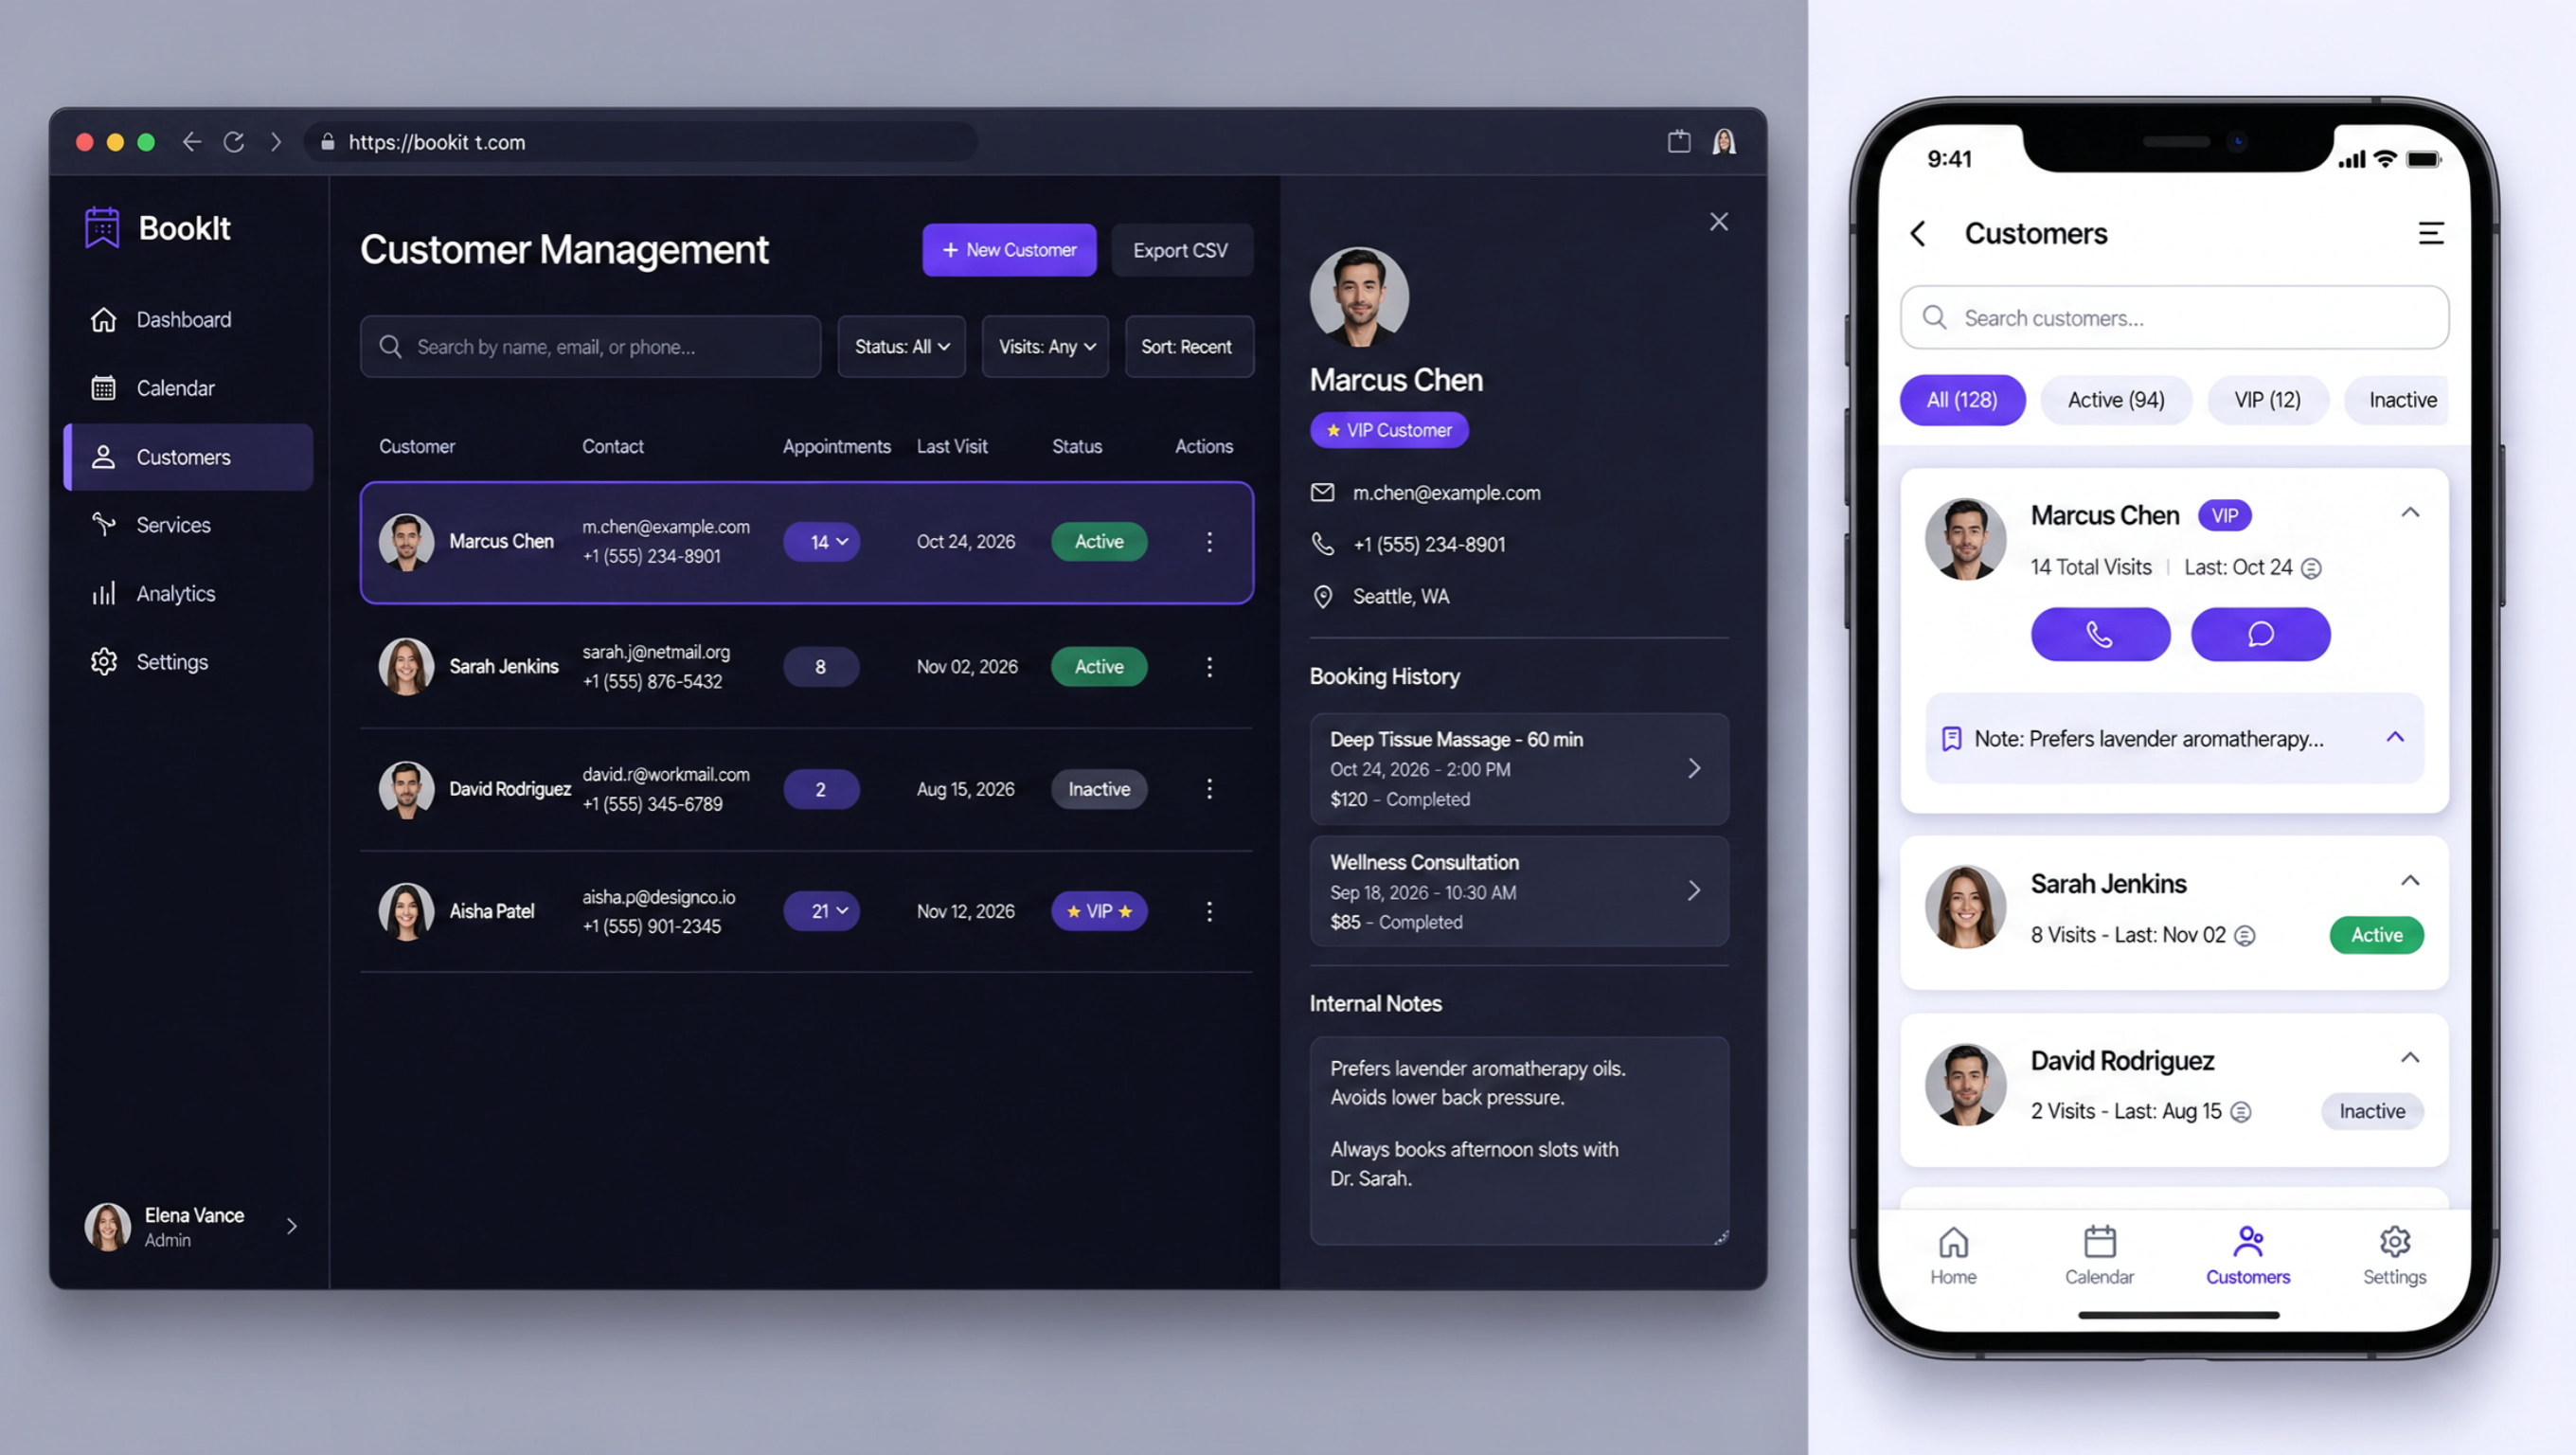 https://bookit t.com
BookIt
Dashboard
Calendar
Customers
Services
Analytics
Settings
Elena Vance
Admin
Customer Management
+ New Customer
Export CSV
Search by name, email, or phone...
Status: All
Visits: Any
Sort: Recent
Customer Contact Appointments Last Visit Status Actions
Marcus Chen
m.chen@example.com
+1 (555) 234-8901
14
Oct 24, 2026
Active
Sarah Jenkins
sarah.j@netmail.org
+1 (555) 876-5432
8
Nov 02, 2026
Active
David Rodriguez
david.r@workmail.com
+1 (555) 345-6789
2
Aug 15, 2026
Inactive
Aisha Patel
aisha.p@designco.io
+1 (555) 901-2345
21
Nov 12, 2026
VIP
Marcus Chen
VIP Customer
m.chen@example.com
+1 (555) 234-8901
Seattle, WA
Booking History
Deep Tissue Massage - 60 min
Oct 24, 2026 - 2:00 PM
$120 - Completed
Wellness Consultation
Sep 18, 2026 - 10:30 AM
$85 - Completed
Internal Notes
Prefers lavender aromatherapy oils.
Avoids lower back pressure.
Always books afternoon slots with
Dr. Sarah.
9:41
Customers
Search customers...
All (128)
Active (94)
VIP (12)
Inactive
Marcus Chen VIP
14 Total Visits | Last: Oct 24
Note: Prefers lavender aromatherapy...
Sarah Jenkins
8 Visits - Last: Nov 02
Active
David Rodriguez
2 Visits - Last: Aug 15
Inactive
Home
Calendar
Customers
Settings